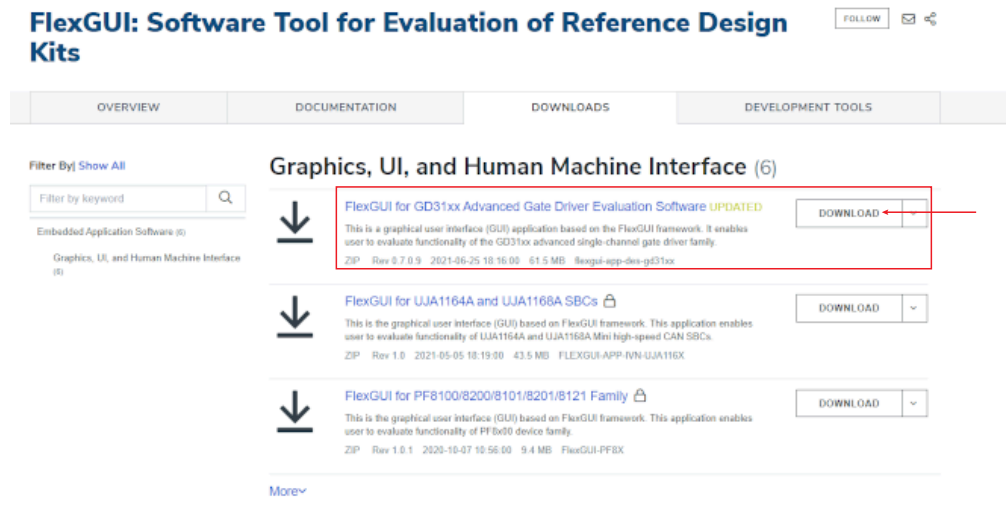 FlexGUI: Software Tool for Evaluation of Reference Design
Kits
FOLLOW
OVERVIEW
DOCUMENTATION
DOWNLOADS
DEVELOPMENT TOOLS
Filter By| Show All
Filter by keyword
Embedded Application Software (6)
Graphics, UI, and Human Machine Interface
(6)
Graphics, UI, and Human Machine Interface (6)
FlexGUI for GD31xx Advanced Gate Driver Evaluation Software UPDATED
This is a graphical user interface (GUI) application based on the FlexGUI framework. It enables
user to evaluate functionality of the GD31xx advanced single-channel gate driver family.
ZIP Rev 0.7.0.9 2021-06-25 18:16:00 61.5 MB flexgui-app-des-gd31xx
DOWNLOAD
FlexGUI for UJA1164A and UJA1168A SBCs
This is the graphical user interface (GUI) based on FlexGUI framework. This application enables
user to evaluate functionality of UJA1164A and UJA1168A Mini high-speed CAN SBCs.
ZIP Rev 1.0 2021-05-05 18:19:00 43.5 MB FLEXGUI-APP-IVN-UJA116X
DOWNLOAD
FlexGUI for PF8100/8200/8101/8201/8121 Family
This is the graphical user interface (GUI) based on FlexGUI framework. This application enables
user to evaluate functionality of PF8x00 device family.
ZIP Rev 1.0.1 2020-10-07 10:56:00 9.4 MB FlexGUI-PF8X
DOWNLOAD
More